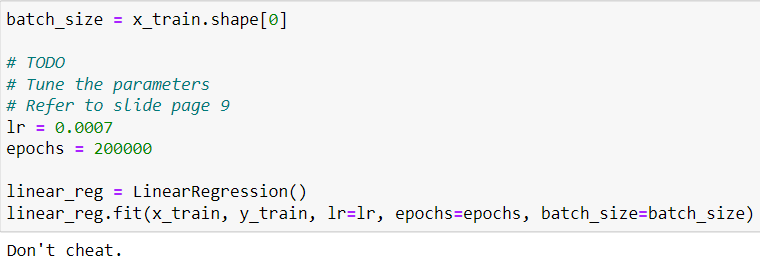 batch_size = x_train.shape[0]
# TODO
# Tune the parameters
# Refer to slide page 9
lr = 0.0007
epochs = 200000
linear_reg = LinearRegression()
linear_reg.fit(x_train, y_train, lr=lr, epochs=epochs, batch_size=batch_size)
Don't cheat.